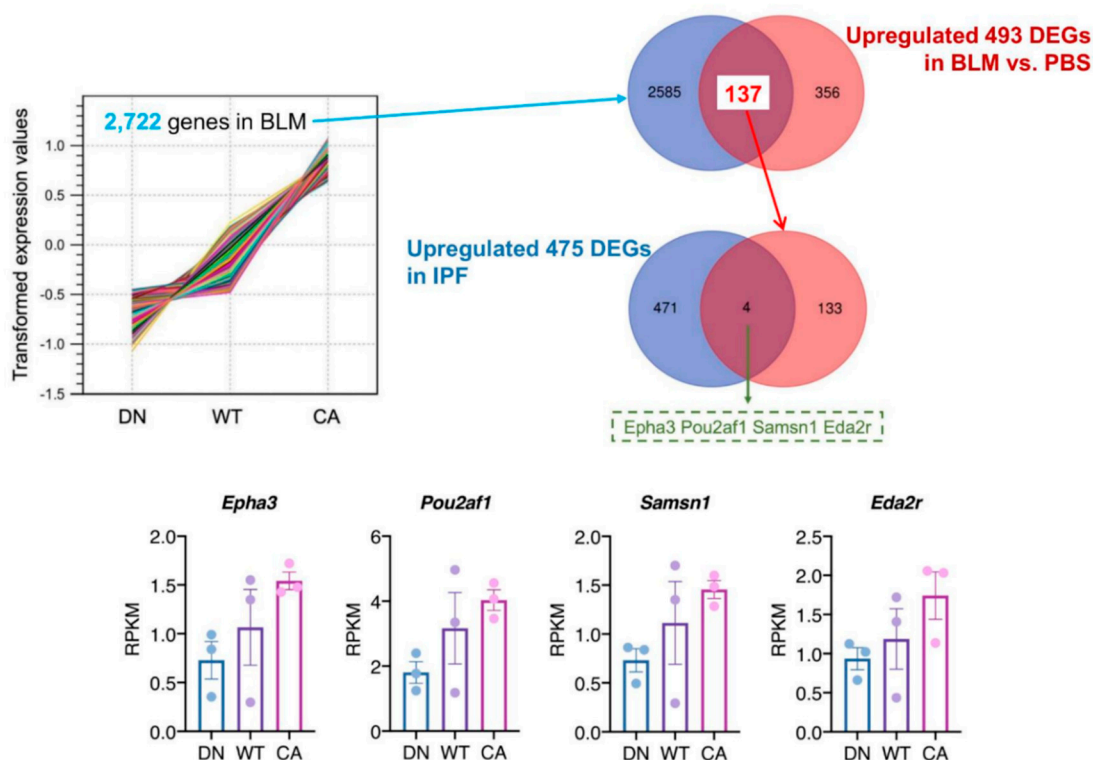 2,722 genes in BLM
Transformed expression values
1.0
0.5
0.0
-0.5
-1.0
-1.5
DN WT CA
2585
137
356
Upregulated 493 DEGs
in BLM vs. PBS
Upregulated 475 DEGs
in IPF
471
4
133
Epha3 Pou2af1 Samsn1 Eda2r
Epha3
RPKM
2.0
1.5
1.0
0.5
0.0
DN WT CA
Pou2af1
RPKM
6
4
2
0
DN WT CA
Samsn1
RPKM
2.0
1.5
1.0
0.5
0.0
DN WT CA
Eda2r
RPKM
2.5
2.0
1.5
1.0
0.5
0.0
DN WT CA